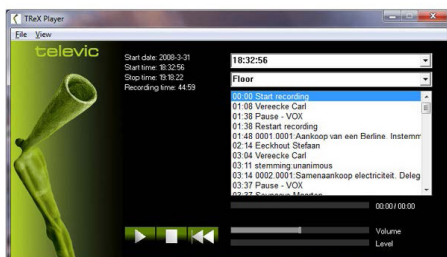 TReX Player
File View
televic
Start date: 2008-3-31
Start time: 18:32:56
Stop time: 19:18:22
Recording time: 44:59
18:32:56
Floor
00:00 Start recording
01:08 Vereecke Carl
01:38 Pause - VOX
01:38 Restart recording
01:48 0001.0001:Aankoop van een Berline. Instemm
02:14 Eeckhout Stefaan
03:04 Vereecke Carl
03:11 stemming:unanimous
03:14 0002.0001:Samenaankoop electriciteit. Deleg
03:37 Pause - VOX
00:00 / 00:00
Volume
Level